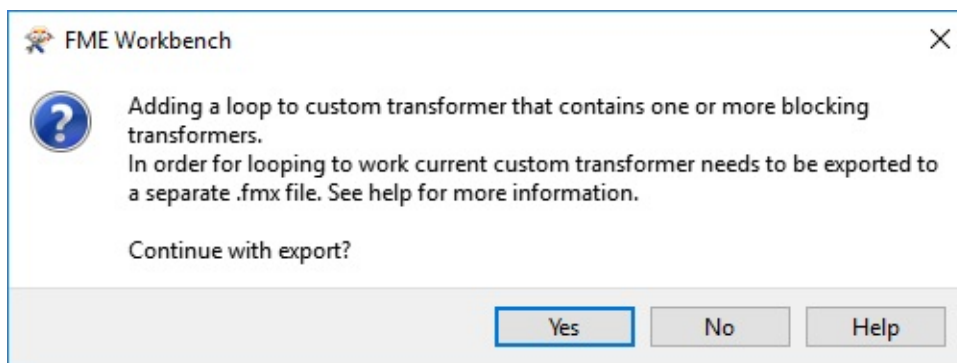 FME Workbench
Adding a loop to custom transformer that contains one or more blocking
transformers.
In order for looping to work current custom transformer needs to be exported to
a separate .fmx file. See help for more information.
Continue with export?
Yes
No
Help